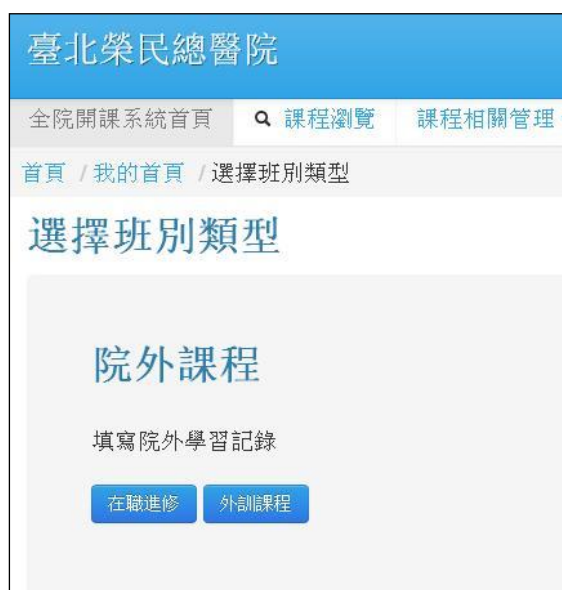 臺北榮民總醫院
全院開課系統首頁 課程瀏覽 課程相關管理
首頁 / 我的首頁 / 選擇班別類型
選擇班別類型
院外課程
填寫院外學習記錄
在職進修 外訓課程